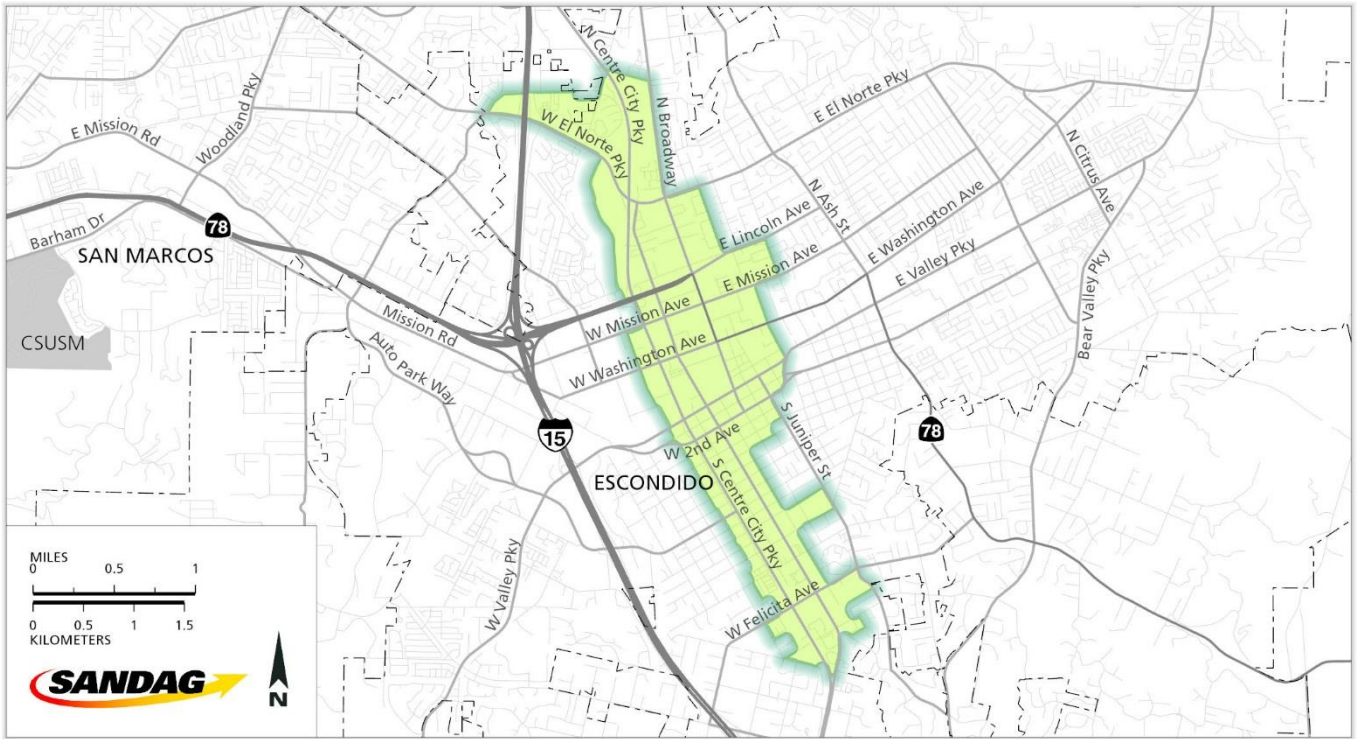 N Centre City Pky
N Broadway
E El Norte Pky
Woodland Pky
E Mission Rd
W El Norte Pky
N Citrus Ave
N Ash St
E Washington Ave
E Lincoln Ave
E Mission Ave
E Valley Pky
Barham Dr
78
SAN MARCOS
CSUSM
Mission Rd
Auto Park Way
W Mission Ave
W Washington Ave
Bear Valley Pky
15
W 2nd Ave
S Juniper St
78
ESCONDIDO
S Centre City Pky
W Valley Pky
W Felicita Ave
MILES
0 0.5 1
0 0.5 1 1.5
KILOMETERS
SANDAG
N